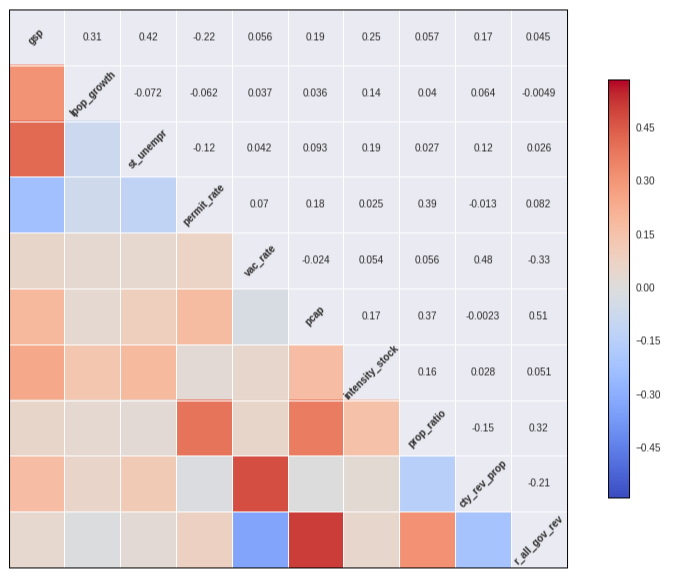 gsp 0.31 0.42 -0.22 0.056 0.19 0.25 0.057 0.17 0.045
lpop_growth -0.072 -0.062 0.037 0.036 0.14 0.04 0.064 -0.0049
st_unempr -0.12 0.042 0.093 0.19 0.027 0.12 0.026
permit_rate 0.07 0.18 0.025 0.39 -0.013 0.082
vac_rate -0.024 0.054 0.056 0.48 -0.33
pcap 0.17 0.37 -0.0023 0.51
intensity_stock 0.16 0.028 0.051
prop_ratio -0.15 0.32
cty_rev_prop -0.21
r_all_gov_rev
0.45
0.30
0.15
0.00
−0.15
−0.30
−0.45